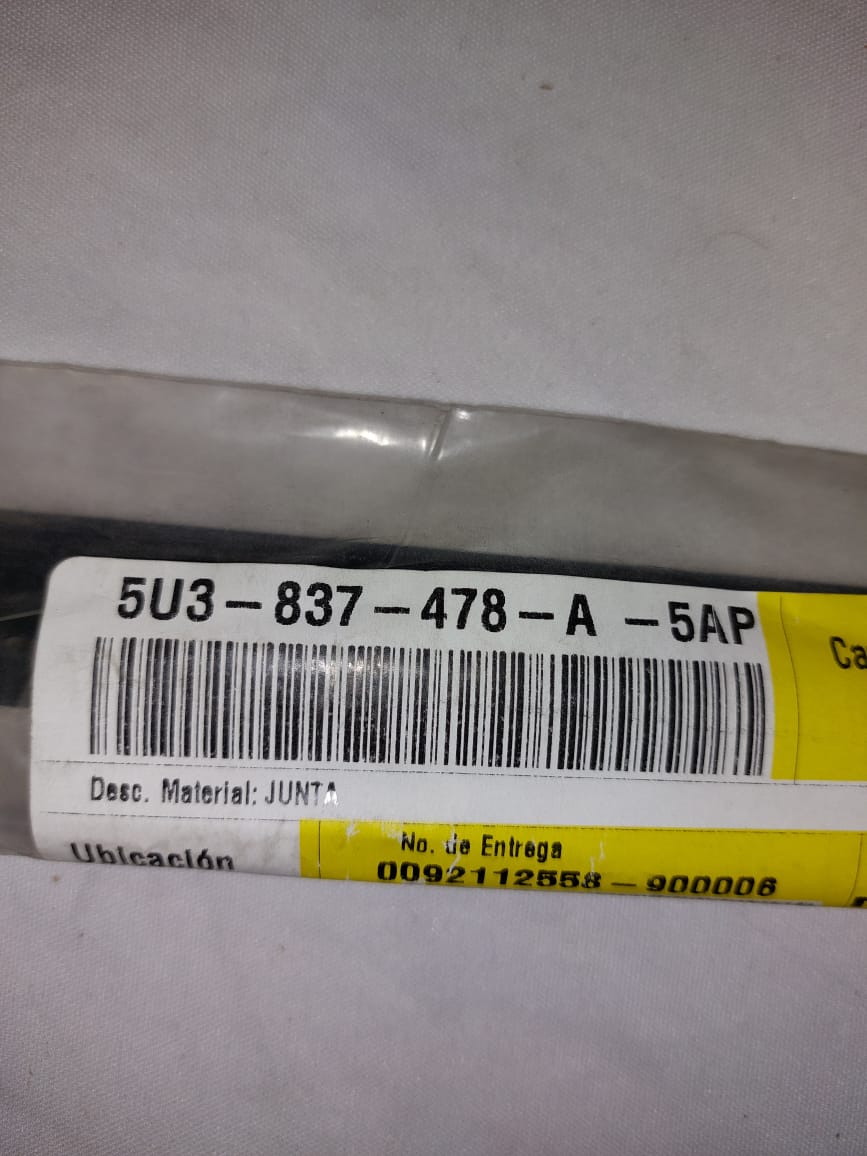 5U3-837-478-A -5AP
Ca
Desc. Material: JUNTA
Ubicación
No. de Entrega
0092112558-900006